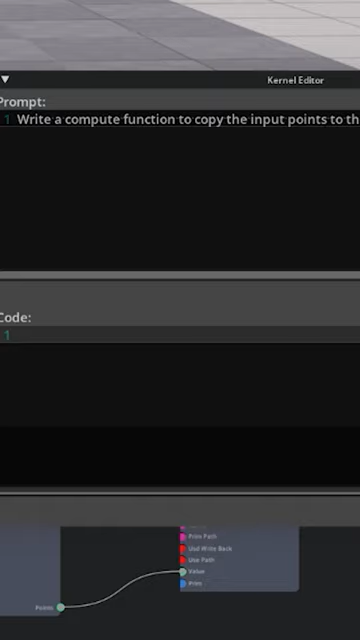 Kernel Editor
Prompt:
1 Write a compute function to copy the input points to th
Code:
1
Prim Path
Usd Write Back
Use Path
Value
Prim
Points